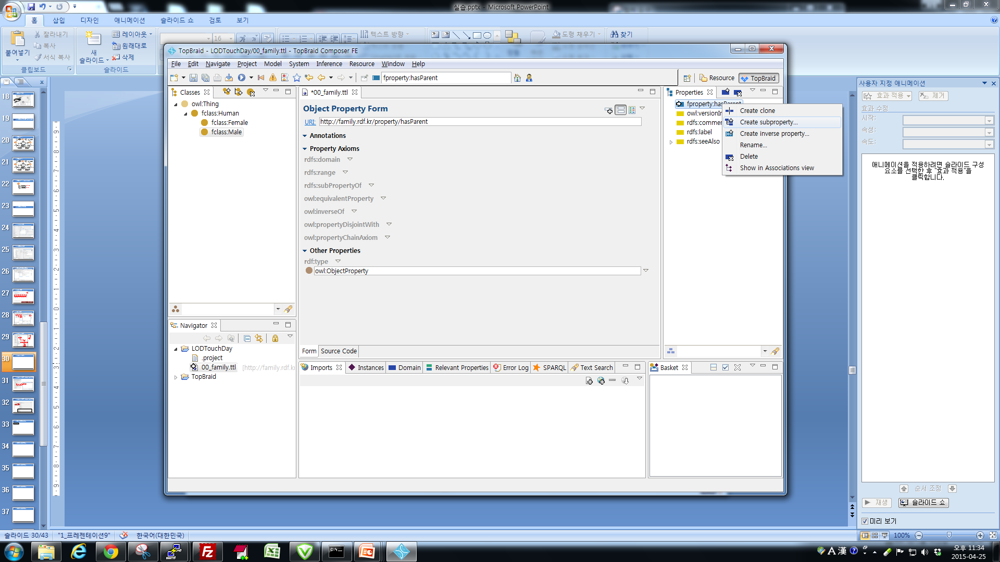 실습.pptx - Microsoft PowerPoint
홈 삽입 디자인 애니메이션 슬라이드 쇼 검토 보기
붙여넣기 잘라내기 복사 서식 복사 클립보드
새 슬라이드 레이아웃 원래대로 삭제 슬라이드
16 가 텍스트 방향 도형 채우기 찾기
TopBraid - LODTouchDay/00_family.ttl - TopBraid Composer FE
File Edit Navigate Project Model System Inference Resource Window Help
fproperty:hasParent Resource TopBraid
Classes
owl:Thing
fclass:Human
fclass:Female
fclass:Male
*00_family.ttl
Object Property Form
URI: http://family.rdf.kr/property/hasParent
Annotations
Property Axioms
rdfs:domain
rdfs:range
rdfs:subPropertyOf
owl:equivalentProperty
owl:inverseOf
owl:propertyDisjointWith
owl:propertyChainAxiom
Other Properties
rdf:type
owl:ObjectProperty
Form Source Code
Properties
fproperty:hasParent
owl:versionIn
rdfs:commer
rdfs:label
rdfs:seeAlso
Create clone
Create subproperty...
Create inverse property...
Rename...
Delete
Show in Associations view
Navigator
LODTouchDay
.project
00_family.ttl [http://family.rdf.k
TopBraid
Imports Instances Domain Relevant Properties Error Log SPARQL Text Search
Basket
사용자 지정 애니메이션
효과 적용 제거
효과 수정
시작:
속성:
속도:
애니메이션을 적용하려면 슬라이드 구성
요소를 선택한 후 "효과 적용"을
클릭합니다.
순서 조정
재생 슬라이드 쇼
미리 보기
18
19
20
21
22
23
24
25
26
27
28
29
30
31
32
33
34
35
36
37
슬라이드 30/43 "1_프레젠테이션9" 한국어(대한민국) 100%
A 漢
오후 11:34
2015-04-25